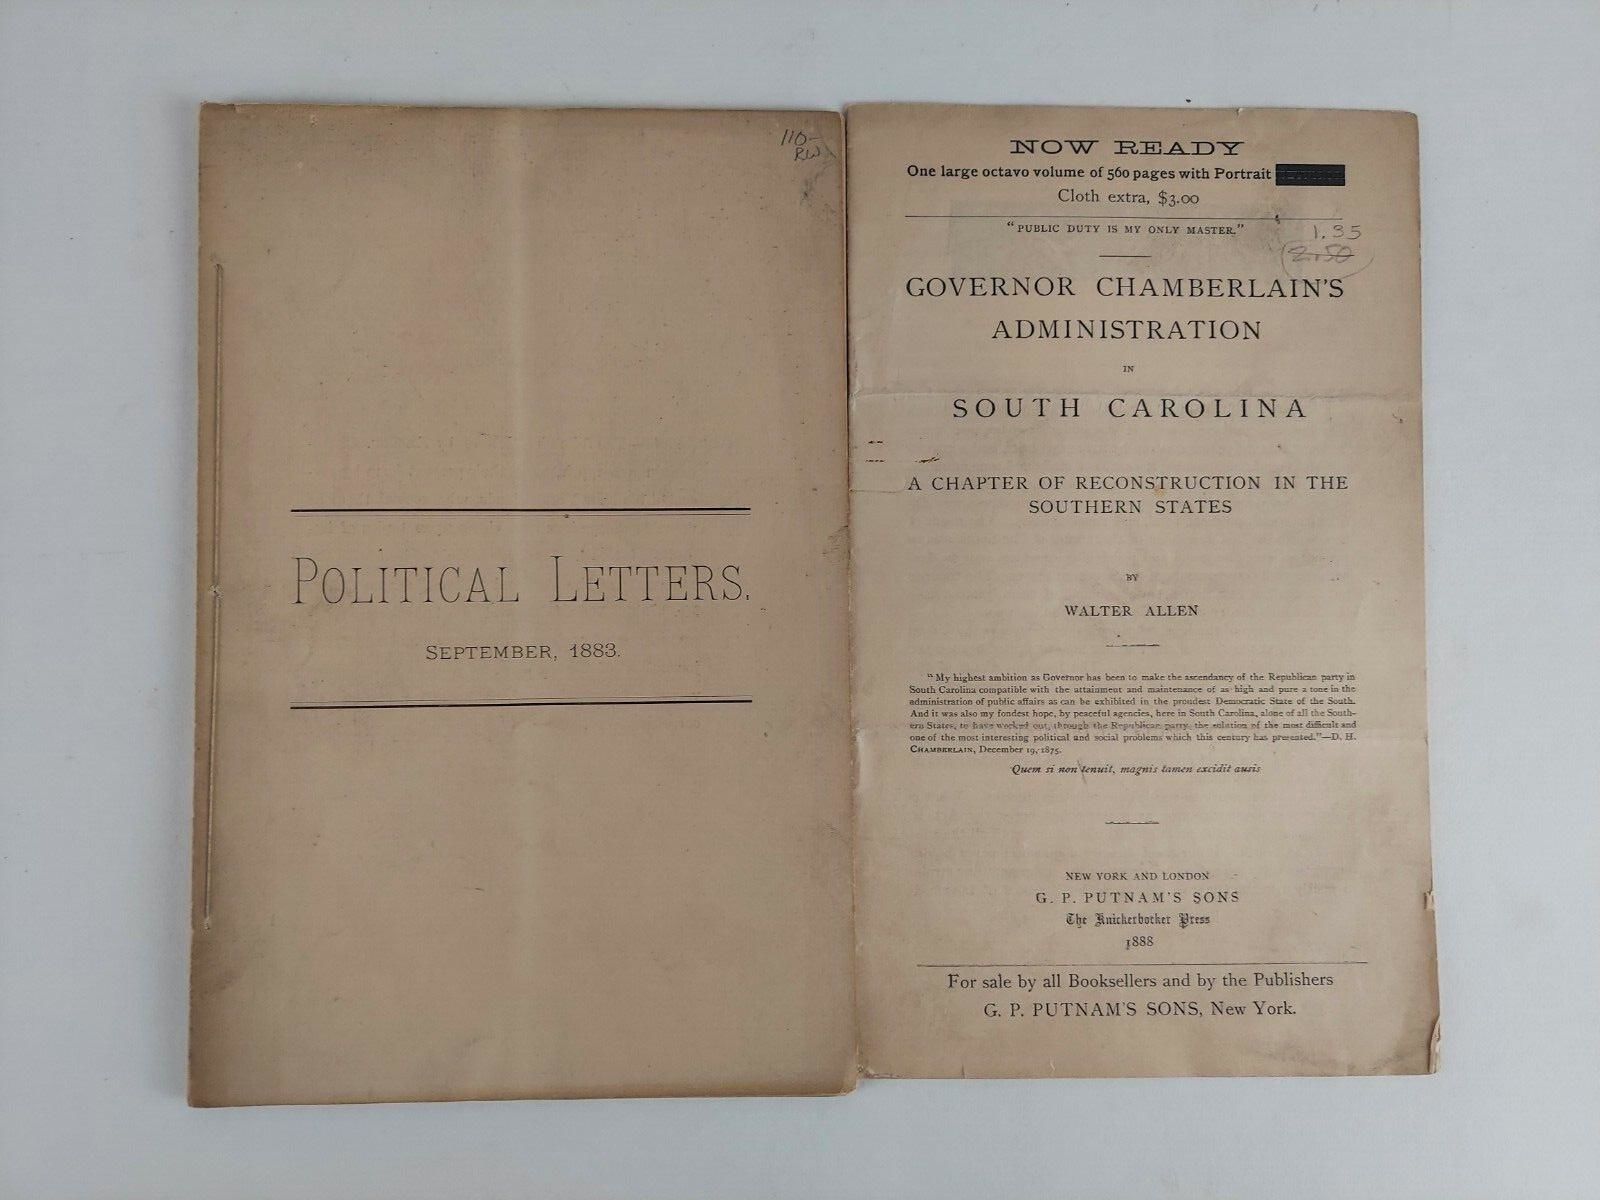 110-
RW
POLITICAL LETTERS.
SEPTEMBER, 1883.
NOW READY
One large octavo volume of 560 pages with Portrait
Cloth extra, $3.00
"PUBLIC DUTY IS MY ONLY MASTER."
1.35
2.50
GOVERNOR CHAMBERLAIN'S
ADMINISTRATION
IN
SOUTH CAROLINA
A CHAPTER OF RECONSTRUCTION IN THE
SOUTHERN STATES
BY
WALTER ALLEN
"My highest ambition as Governor has been to make the ascendancy of the Republican party in
South Carolina compatible with the attainment and maintenance of as high and pure a tone in the
administration of public affairs as can be exhibited in the proudest Democratic State of the South.
And it was also my fondest hope, by peaceful agencies, here in South Carolina, alone of all the South-
ern States, to have worked out, through the Republican party, the solution of the most difficult and
one of the most interesting political and social problems which this century has presented."—D. H.
CHAMBERLAIN, December 19, 1875.
Quem si non tenuit, magnis tamen excidit ausis
NEW YORK AND LONDON
G. P. PUTNAM'S SONS
The Knickerbocker Press
1888
For sale by all Booksellers and by the Publishers
G. P. PUTNAM'S SONS, New York.